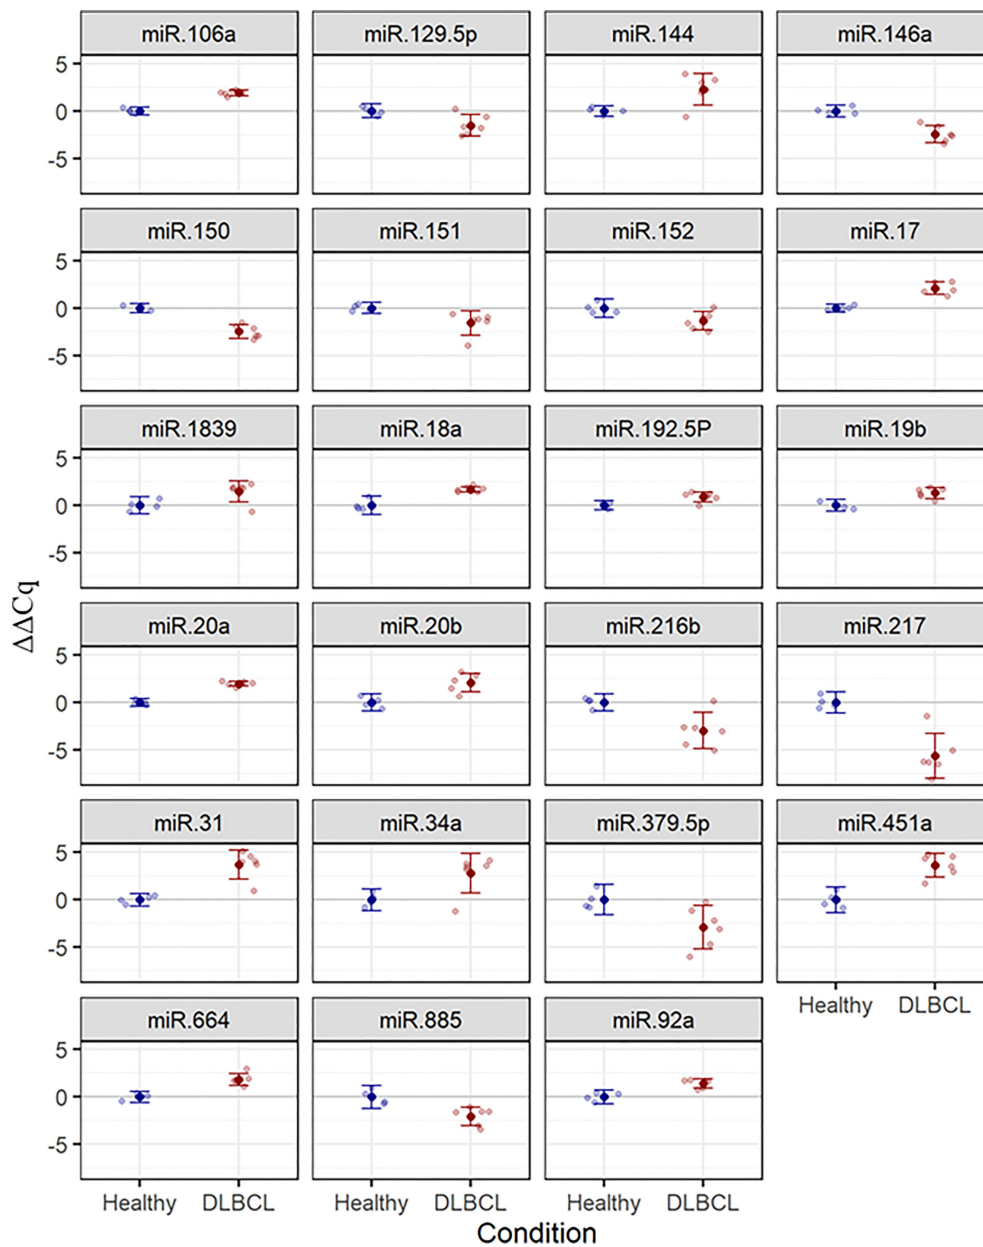 miR.106a miR.129.5p miR.144 miR.146a
5
0
-5
miR.150 miR.151 miR.152 miR.17
5
0
-5
miR.1839 miR.18a miR.192.5P miR.19b
5
0
-5
ΔΔCq
miR.20a miR.20b miR.216b miR.217
5
0
-5
miR.31 miR.34a miR.379.5p miR.451a
5
0
-5
Healthy DLBCL
miR.664 miR.885 miR.92a
5
0
-5
Healthy DLBCL Healthy DLBCL Healthy DLBCL
Condition